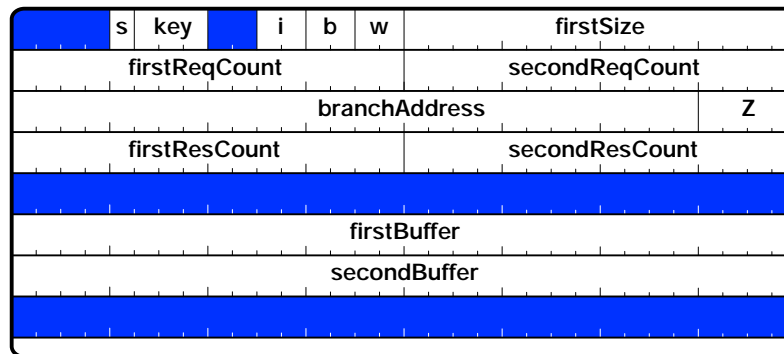 s key i b w firstSize
firstReqCount secondReqCount
branchAddress Z
firstResCount secondResCount
firstBuffer
secondBuffer